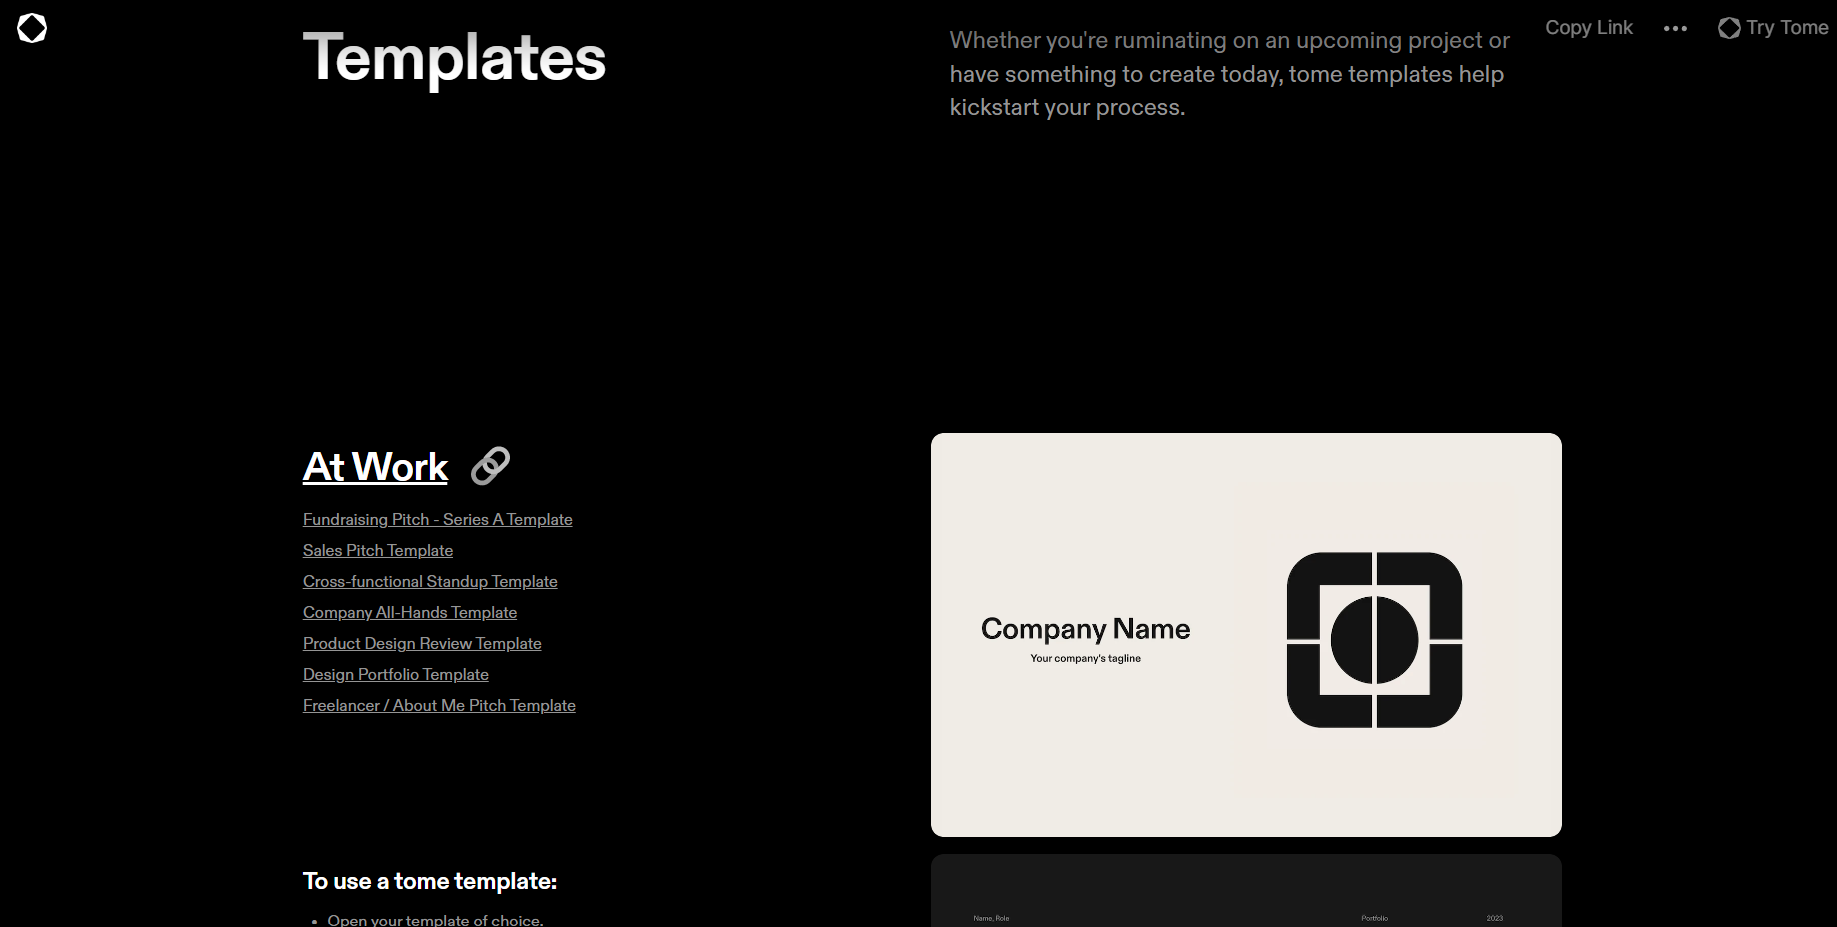 Templates
Whether you're ruminating on an upcoming project or
have something to create today, tome templates help
kickstart your process.
Copy Link
Try Tome
At Work
Fundraising Pitch - Series A Template
Sales Pitch Template
Cross-functional Standup Template
Company All-Hands Template
Product Design Review Template
Design Portfolio Template
Freelancer / About Me Pitch Template
Company Name
Your company's tagline
To use a tome template:
• Open your template of choice.
Name, Role
Portfolio
2023